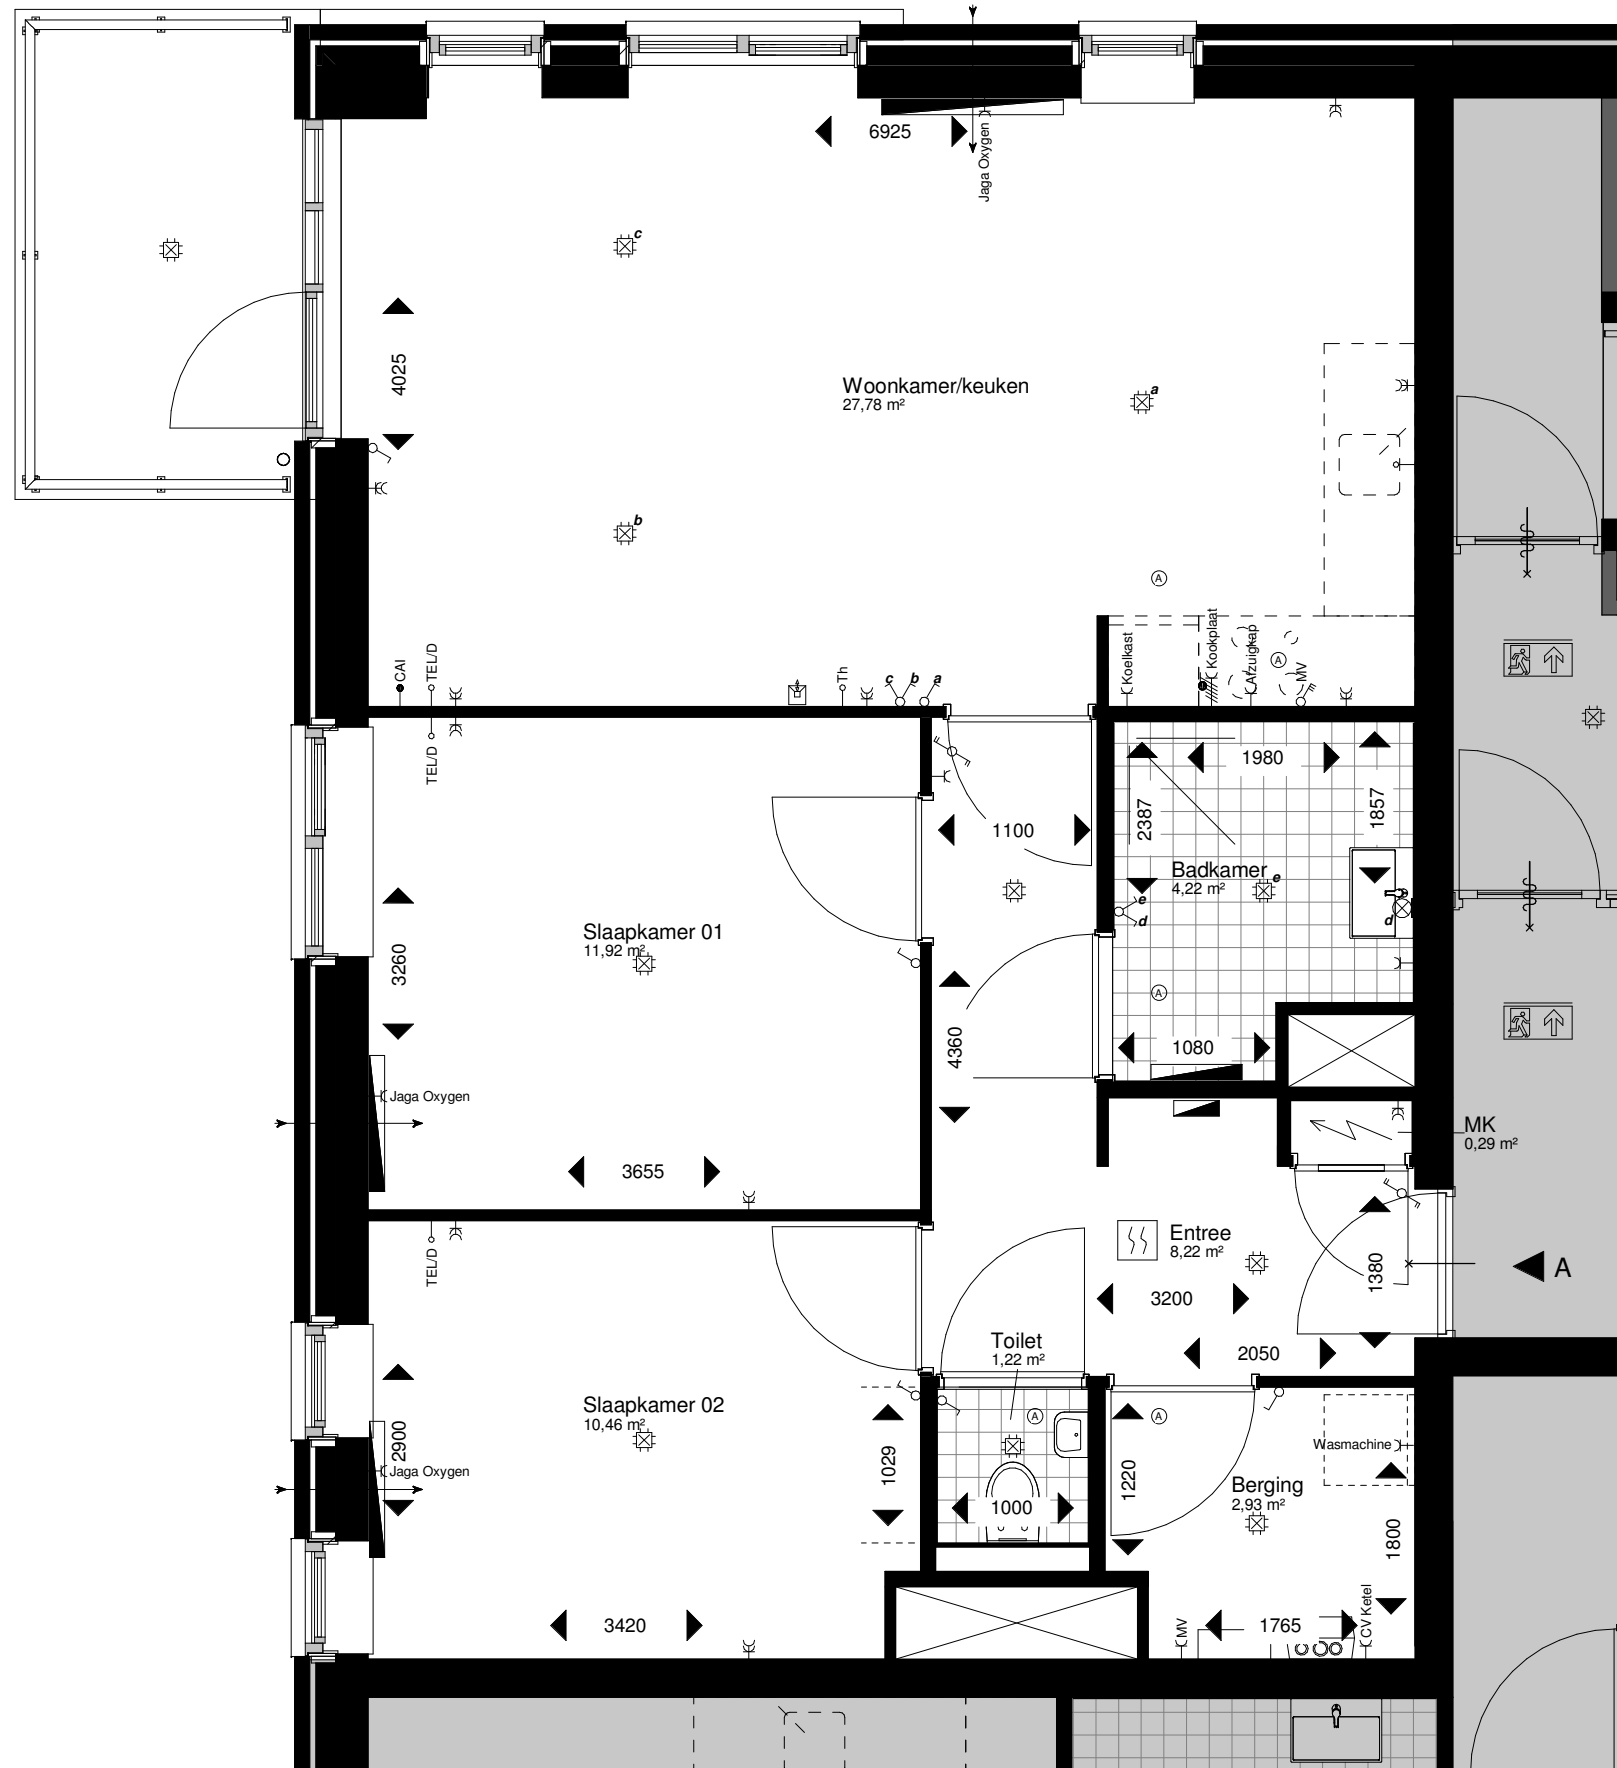 6925
Jaga Oxygen
c
4025
Woonkamer/keuken
27,78 m²
a
b
A
CAI
TEL/D
Th
c b a
Koelkast
Kookplaat
Afzuigkap
A
MV
TEL/D
1980
2387
1857
1100
Badkamer
4,22 m²
e
e
d
d
Slaapkamer 01
11,92 m²
3260
4360
A
1080
Jaga Oxygen
MK
0,29 m²
3655
TEL/D
Entree
8,22 m²
1380
A
3200
2050
Toilet
1,22 m²
Slaapkamer 02
10,46 m²
2900
Jaga Oxygen
1029
A
A
1220
Wasmachine
Berging
2,93 m²
1000
1800
3420
MV
1765
CV Ketel